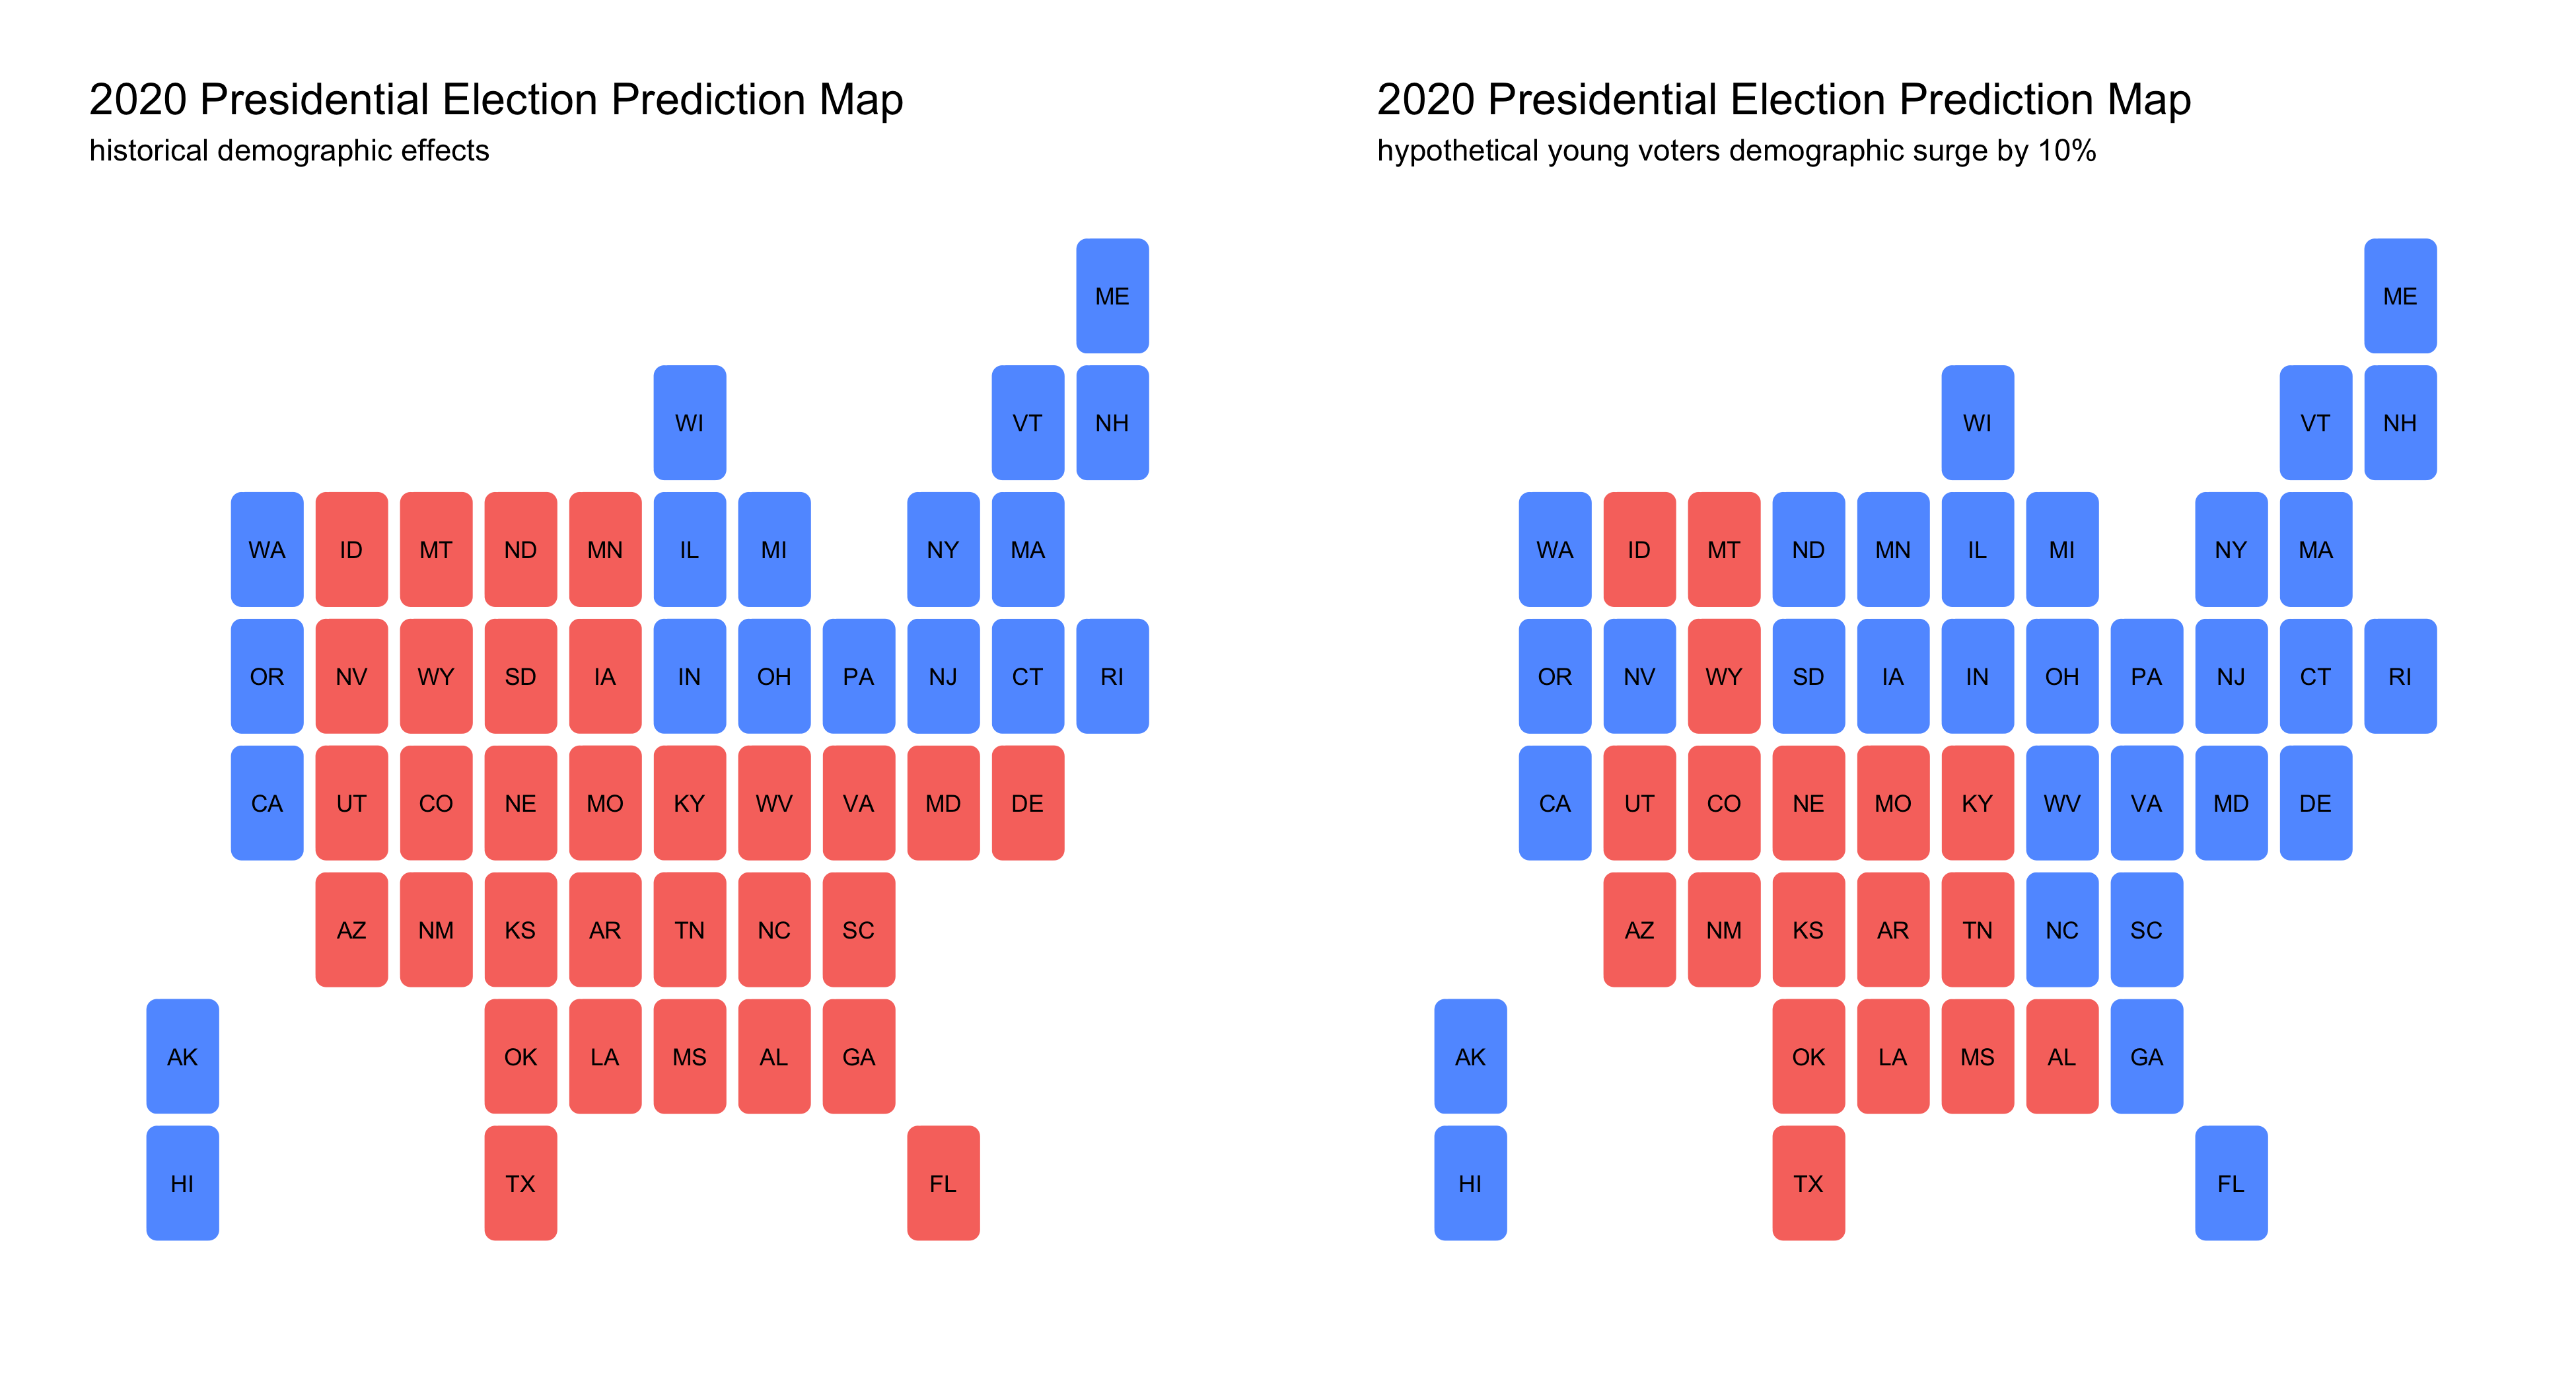 2020 Presidential Election Prediction Map
historical demographic effects
ME
WI VT NH
WA ID MT ND MN IL MI NY MA
OR NV WY SD IA IN OH PA NJ CT RI
CA UT CO NE MO KY WV VA MD DE
AZ NM KS AR TN NC SC
AK OK LA MS AL GA
HI TX FL
2020 Presidential Election Prediction Map
hypothetical young voters demographic surge by 10%
ME
WI VT NH
WA ID MT ND MN IL MI NY MA
OR NV WY SD IA IN OH PA NJ CT RI
CA UT CO NE MO KY WV VA MD DE
AZ NM KS AR TN NC SC
AK OK LA MS AL GA
HI TX FL